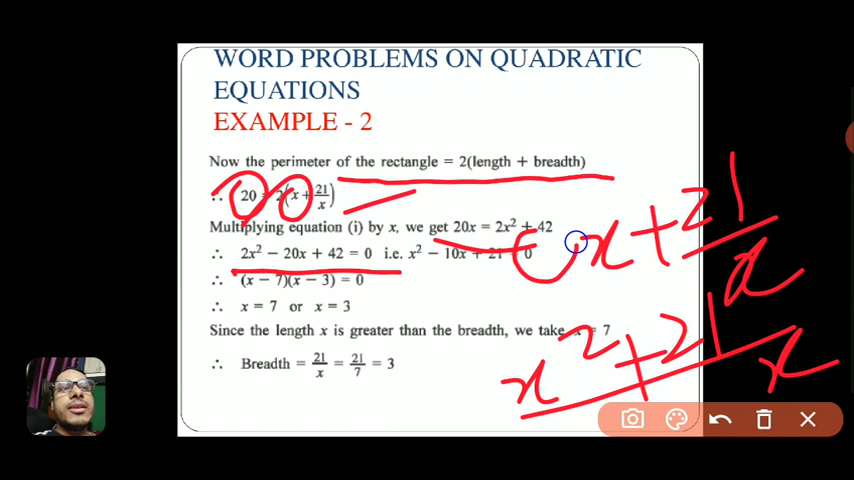 WORD PROBLEMS ON QUADRATIC
EQUATIONS
EXAMPLE - 2
Now the perimeter of the rectangle = 2(length + breadth)
∴ 20 = 2(x + 21/x)
Multiplying equation (i) by x, we get 20x = 2x² + 42
∴ 2x² − 20x + 42 = 0 i.e. x² − 10x + 21 = 0
∴ (x − 7)(x − 3) = 0
∴ x = 7 or x = 3
Since the length x is greater than the breadth, we take x = 7
∴ Breadth = 21/x = 21/7 = 3
x + 21/x
x² + 21/x